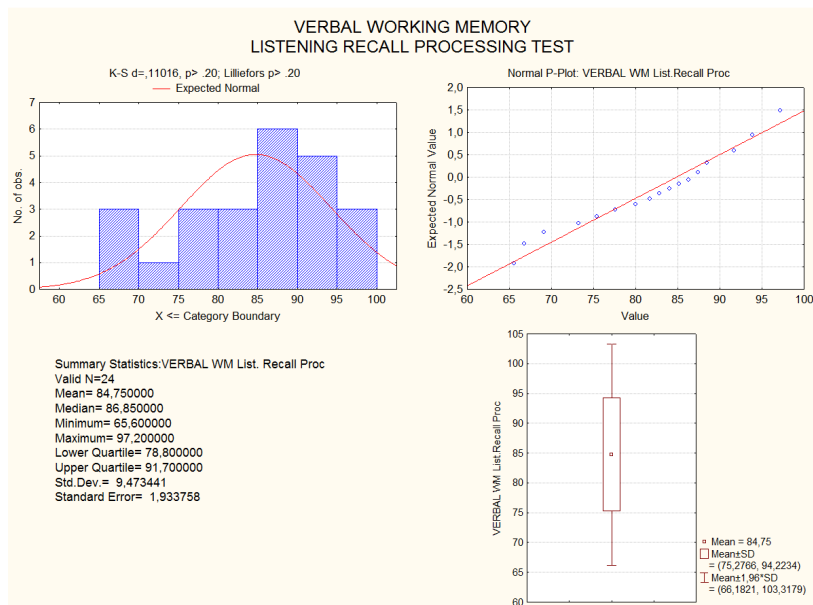 VERBAL WORKING MEMORY
LISTENING RECALL PROCESSING TEST
K-S d=,11016, p> .20; Lilliefors p> .20
Expected Normal
7
6
5
4
3
2
1
0
No. of obs.
60 65 70 75 80 85 90 95 100
X <= Category Boundary
Normal P-Plot: VERBAL WM List.Recall Proc
2,0
1,5
1,0
0,5
0,0
-0,5
-1,0
-1,5
-2,0
-2,5
Expected Normal Value
60 65 70 75 80 85 90 95 100
Value
Summary Statistics:VERBAL WM List. Recall Proc
Valid N=24
Mean= 84,750000
Median= 86,850000
Minimum= 65,600000
Maximum= 97,200000
Lower Quartile= 78,800000
Upper Quartile= 91,700000
Std.Dev.= 9,473441
Standard Error= 1,933758
105
100
95
90
85
80
75
70
65
60
VERBAL WM List.Recall Proc
Mean = 84,75
Mean±SD
= (75,2766, 94,2234)
Mean±1,96*SD
= (66,1821, 103,3179)